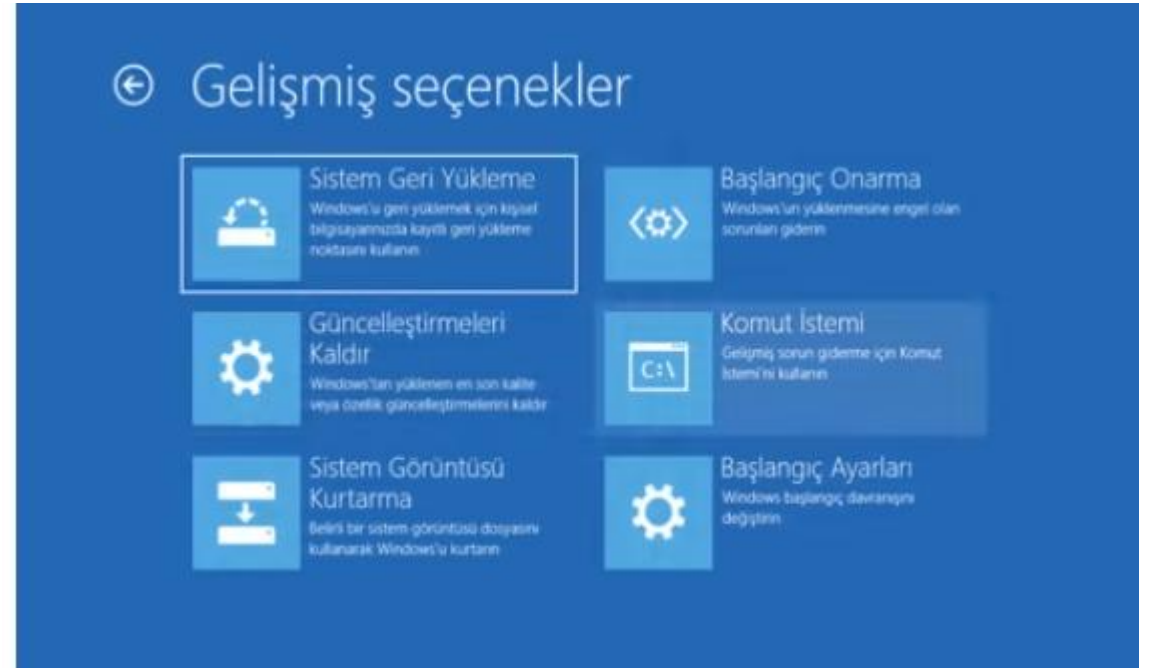 Gelişmiş seçenekler
Sistem Geri Yükleme
Windows'u geri yüklemek için kişisel
bilgisayarınızda kayıtlı geri yükleme
noktasını kullanın
Başlangıç Onarma
Windows'un yüklenmesine engel olan
sorunları giderin
Güncelleştirmeleri
Kaldır
Windows'tan yüklenen en son kalite
veya özellik güncelleştirmelerini kaldır
Komut İstemi
Gelişmiş sorun giderme için Komut
İstemi'ni kullanın
C:\
Sistem Görüntüsü
Kurtarma
Belirli bir sistem görüntüsü dosyasını
kullanarak Windows'u kurtarın
Başlangıç Ayarları
Windows başlangıç davranışını
değiştirin